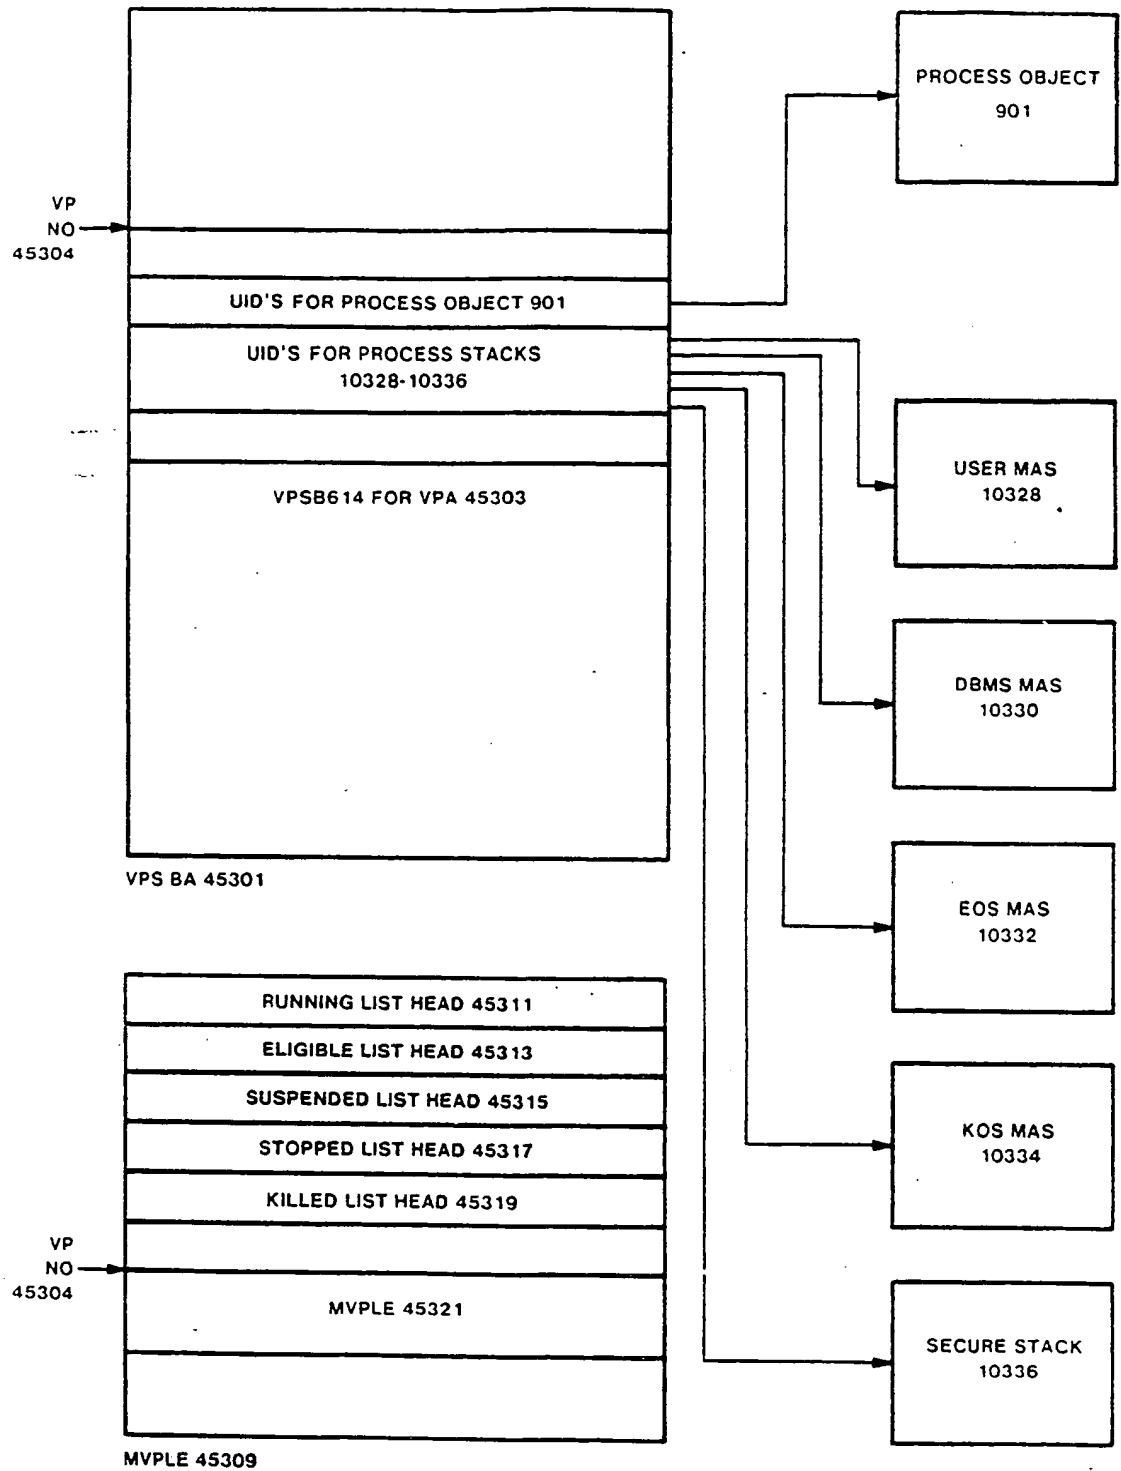 PROCESS OBJECT
901
VP
NO
45304
UID'S FOR PROCESS OBJECT 901
UID'S FOR PROCESS STACKS
10328-10336
VPSB614 FOR VPA 45303
USER MAS
10328
DBMS MAS
10330
VPS BA 45301
EOS MAS
10332
RUNNING LIST HEAD 45311
ELIGIBLE LIST HEAD 45313
SUSPENDED LIST HEAD 45315
STOPPED LIST HEAD 45317
KILLED LIST HEAD 45319
KOS MAS
10334
VP
NO
45304
MVPLE 45321
SECURE STACK
10336
MVPLE 45309